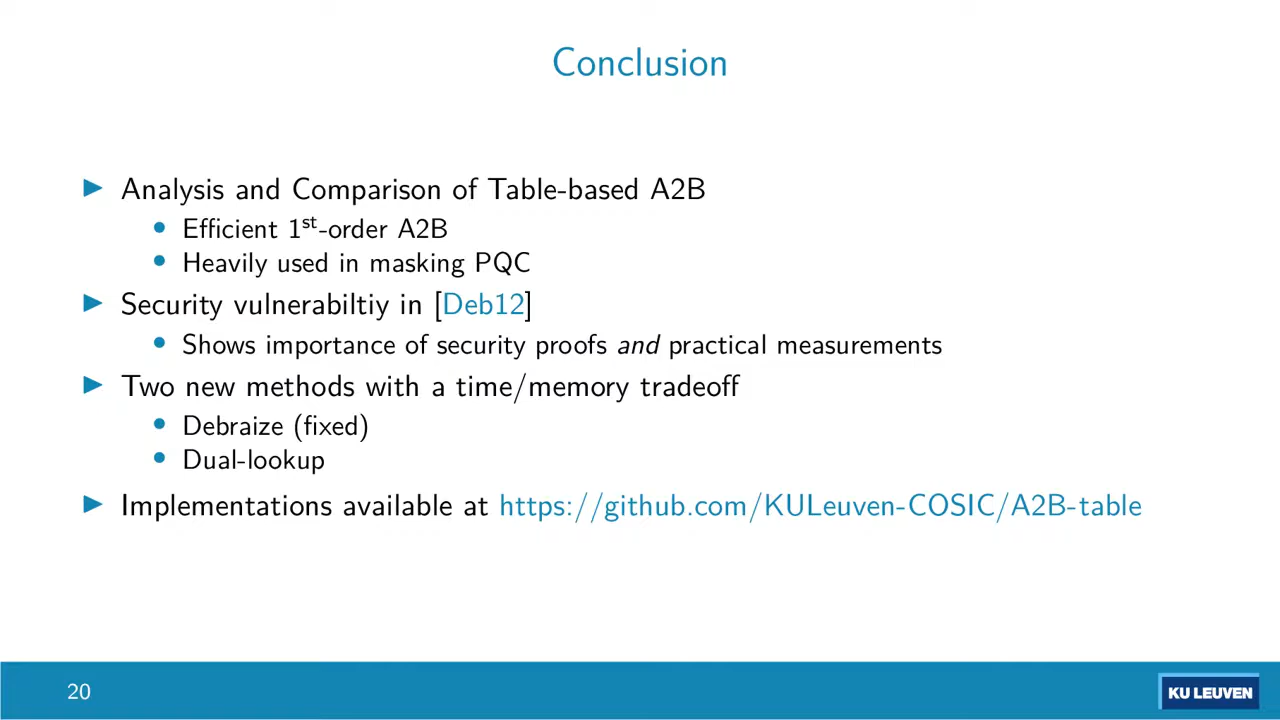 Conclusion
Analysis and Comparison of Table-based A2B
Efficient 1st-order A2B
Heavily used in masking PQC
Security vulnerabiltiy in [Deb12]
Shows importance of security proofs and practical measurements
Two new methods with a time/memory tradeoff
Debraize (fixed)
Dual-lookup
Implementations available at https://github.com/KULeuven-COSIC/A2B-table
20
KU LEUVEN